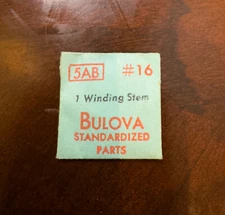 5AB #16
1 Winding Stem
BULOVA
STANDARDIZED
PARTS